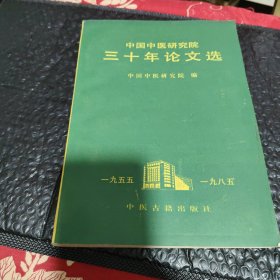 中国中医研究院
三十年论文选
中国中医研究院 编
一九五五 一九八五
中医古籍出版社